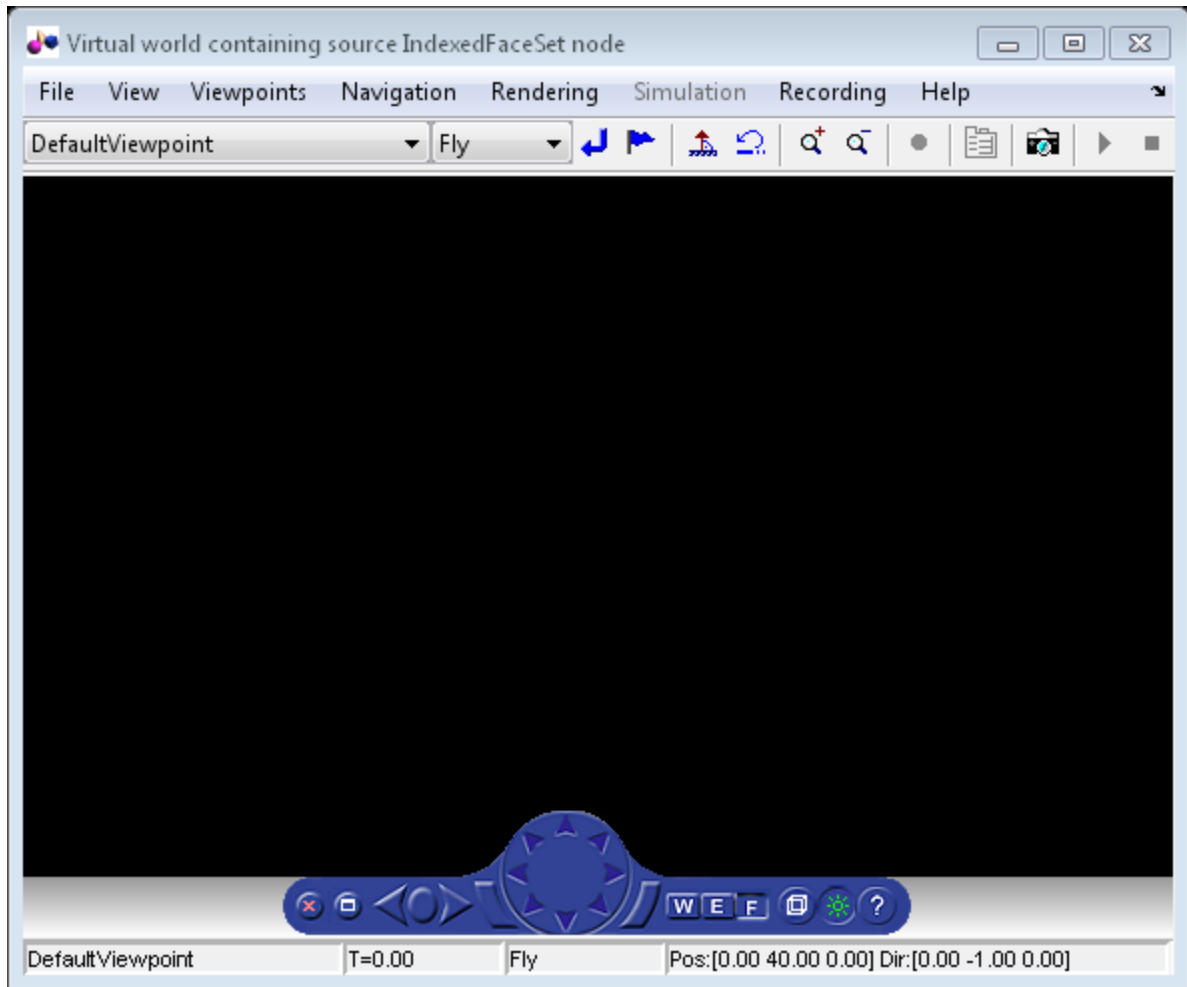 Virtual world containing source IndexedFaceSet node
File View Viewpoints Navigation Rendering Simulation Recording Help
DefaultViewpoint Fly
W E F ?
DefaultViewpoint T=0.00 Fly Pos:[0.00 40.00 0.00] Dir:[0.00 -1.00 0.00]